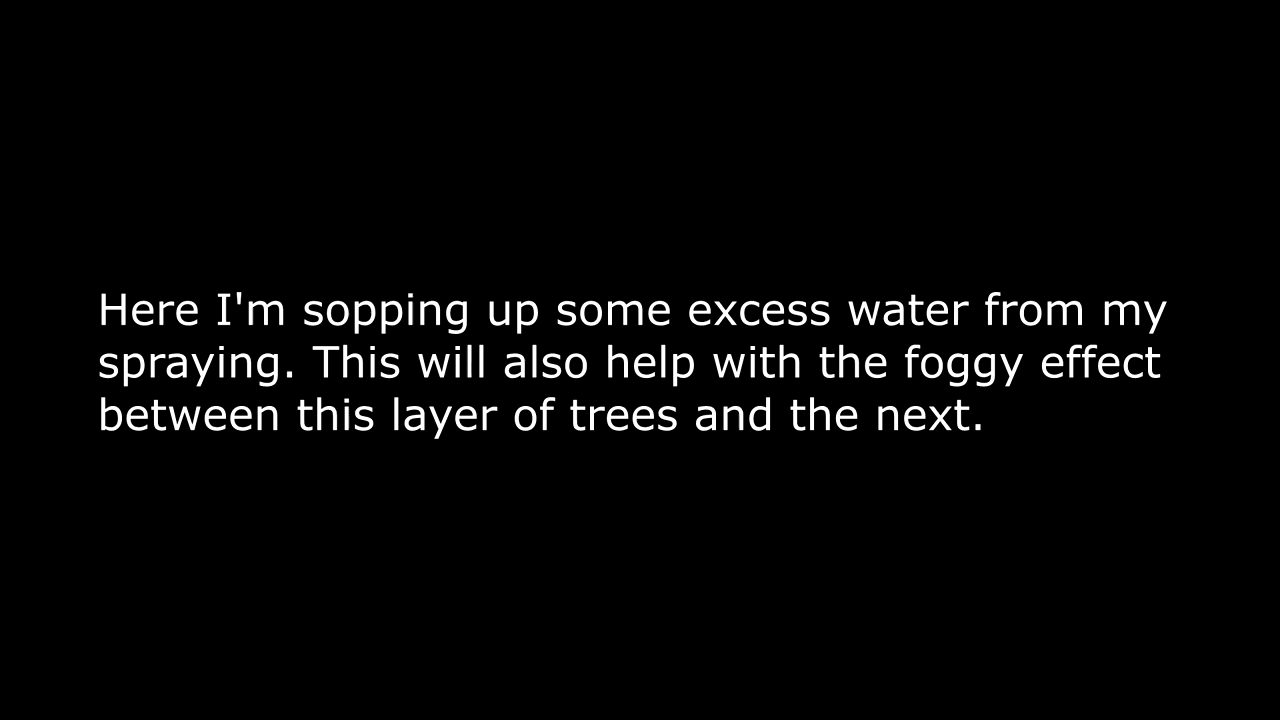 Here I'm sopping up some excess water from my
spraying. This will also help with the foggy effect
between this layer of trees and the next.